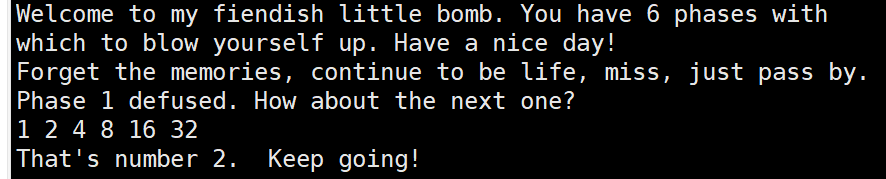 Welcome to my fiendish little bomb. You have 6 phases with
which to blow yourself up. Have a nice day!
Forget the memories, continue to be life, miss, just pass by.
Phase 1 defused. How about the next one?
1 2 4 8 16 32
That's number 2.  Keep going!